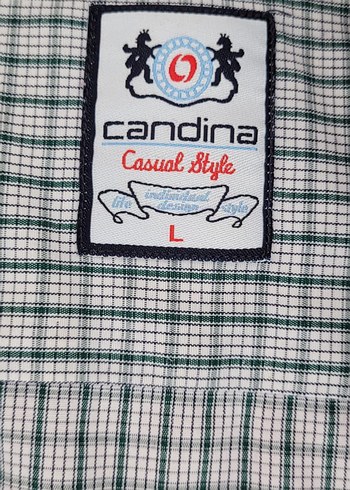 candina
Casual Style
individual
life design style
L